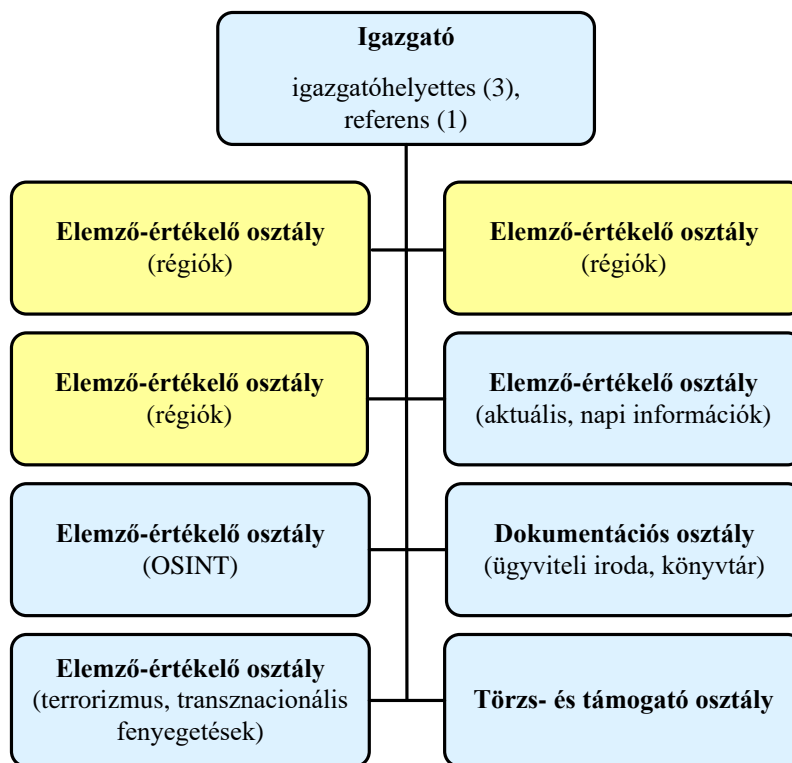 Igazgató
igazgatóhelyettes (3),
referens (1)
Elemző-értékelő osztály
(régiók)
Elemző-értékelő osztály
(régiók)
Elemző-értékelő osztály
(régiók)
Elemző-értékelő osztály
(aktuális, napi információk)
Elemző-értékelő osztály
(OSINT)
Dokumentációs osztály
(ügyviteli iroda, könyvtár)
Elemző-értékelő osztály
(terrorizmus, transznacionális
fenyegetések)
Törzs- és támogató osztály